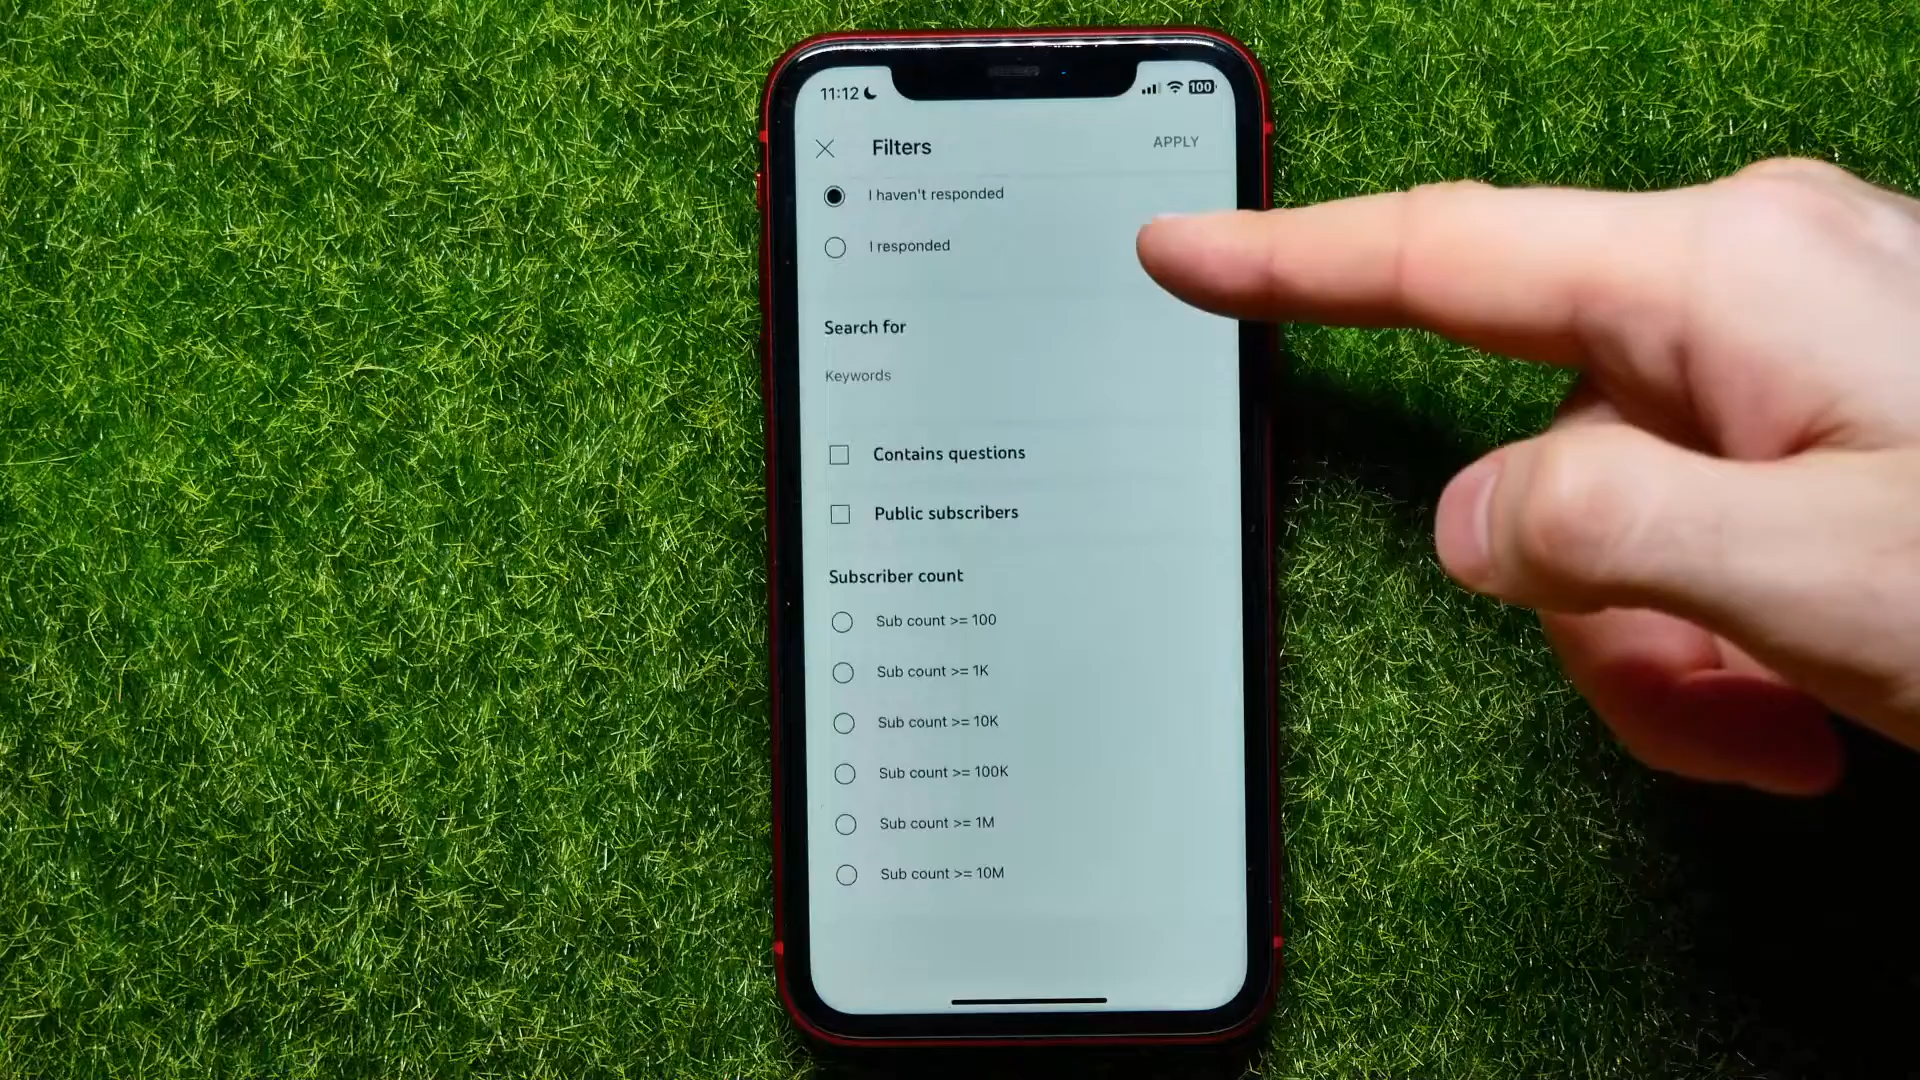 11:12
100
Filters
APPLY
I haven't responded
I responded
Search for
Keywords
Contains questions
Public subscribers
Subscriber count
Sub count >= 100
Sub count >= 1K
Sub count >= 10K
Sub count >= 100K
Sub count >= 1M
Sub count >= 10M